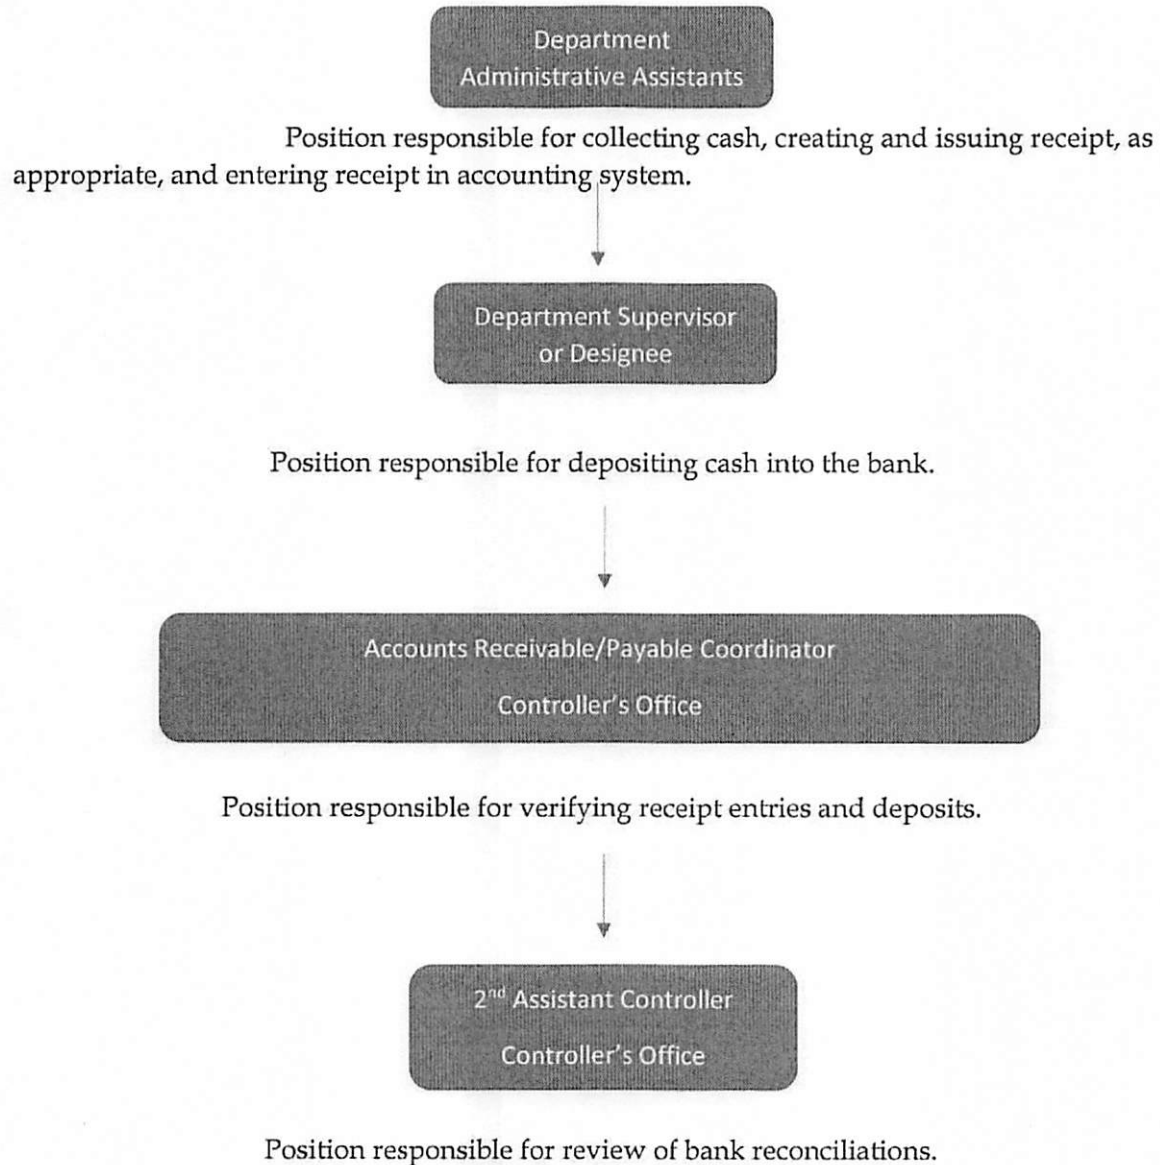 Department
Administrative Assistants
Position responsible for collecting cash, creating and issuing receipt, as
appropriate, and entering receipt in accounting system.
Department Supervisor
or Designee
Position responsible for depositing cash into the bank.
Accounts Receivable/Payable Coordinator
Controller's Office
Position responsible for verifying receipt entries and deposits.
2nd Assistant Controller
Controller's Office
Position responsible for review of bank reconciliations.